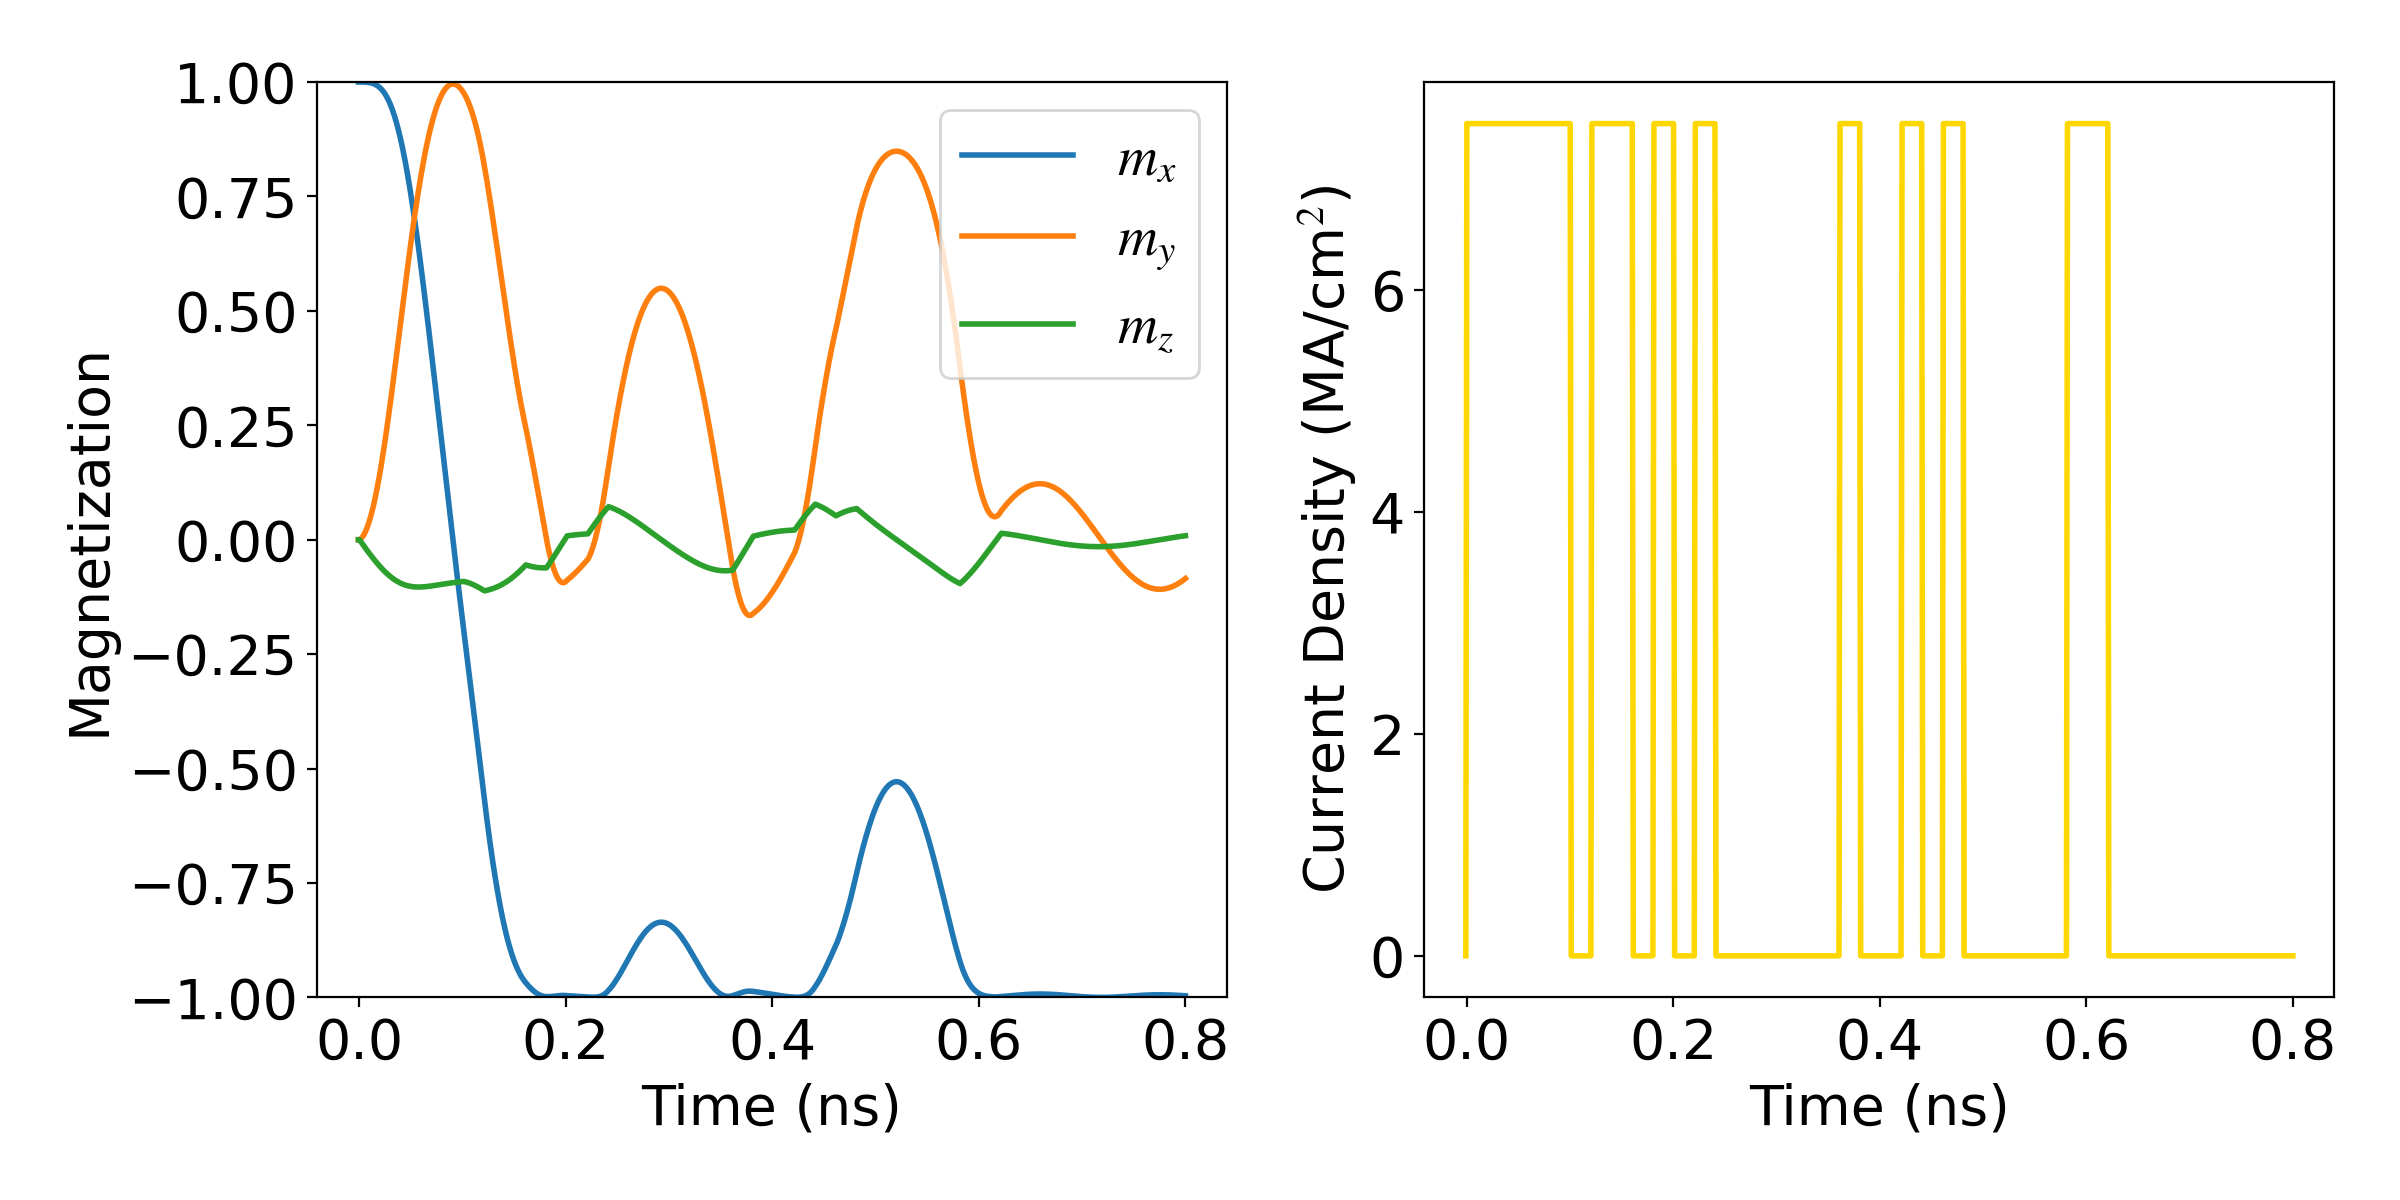 Magnetization
1.00
0.75
0.50
0.25
0.00
−0.25
−0.50
−0.75
−1.00
0.0 0.2 0.4 0.6 0.8
Time (ns)
m_x
m_y
m_z
Current Density (MA/cm²)
6
4
2
0
0.0 0.2 0.4 0.6 0.8
Time (ns)